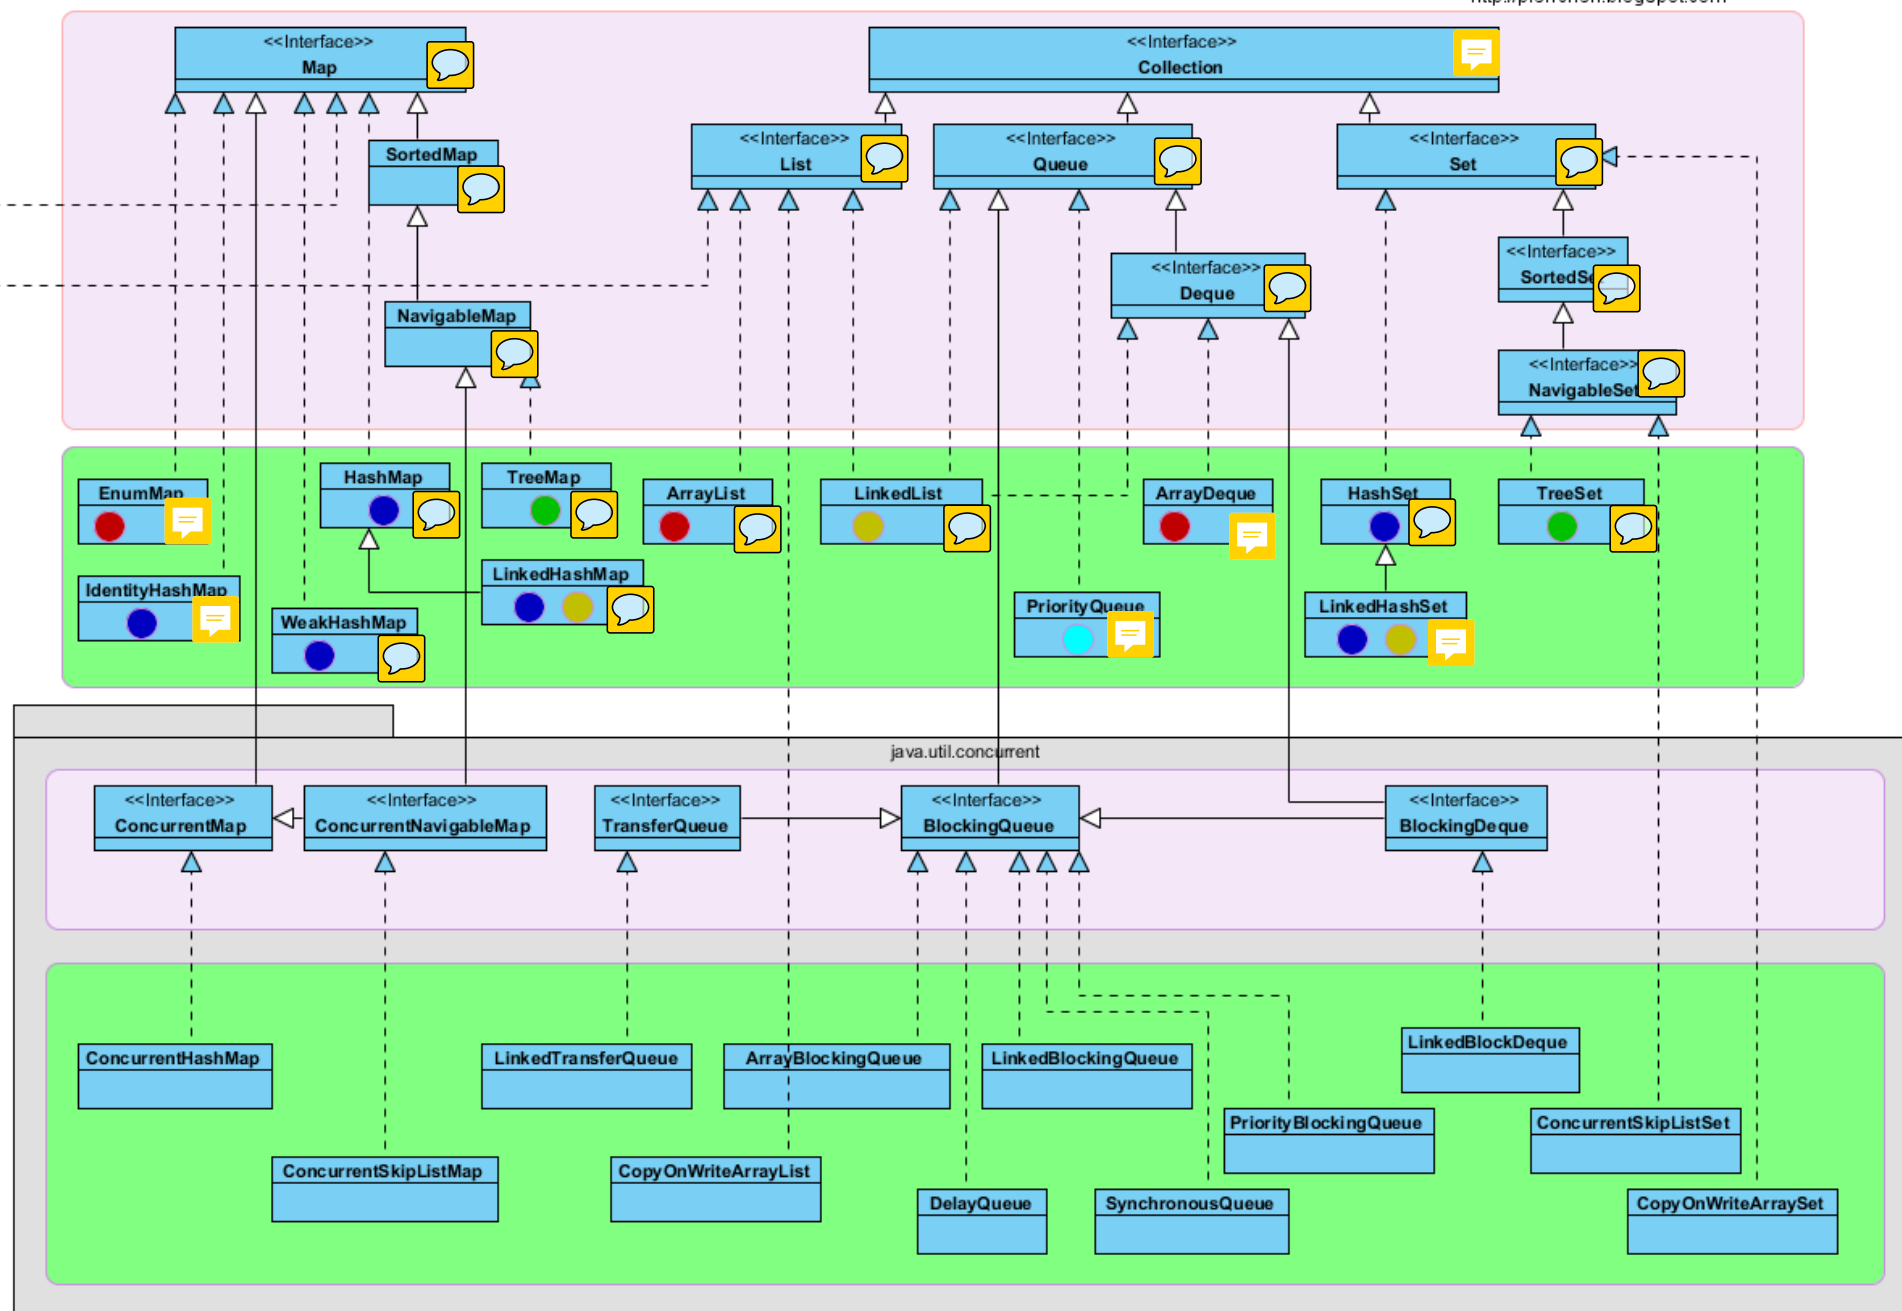 <<Interface>>
Map
<<Interface>>
Collection
SortedMap
<<Interface>>
List
<<Interface>>
Queue
<<Interface>>
Set
<<Interface>>
Deque
<<Interface>>
NavigableMap
<<Interface>>
NavigableSet
EnumMap
HashMap
TreeMap
ArrayList
LinkedList
ArrayDeque
HashSet
TreeSet
IdentityHashMap
WeakHashMap
LinkedHashMap
PriorityQueue
LinkedHashSet
java.util.concurrent
<<Interface>>
ConcurrentMap
<<Interface>>
ConcurrentNavigableMap
<<Interface>>
TransferQueue
<<Interface>>
BlockingQueue
<<Interface>>
BlockingDeque
ConcurrentHashMap
LinkedTransferQueue
ArrayBlockingQueue
LinkedBlockingQueue
LinkedBlockDeque
PriorityBlockingQueue
ConcurrentSkipListSet
ConcurrentSkipListMap
CopyOnWriteArrayList
DelayQueue
SynchronousQueue
CopyOnWriteArraySet